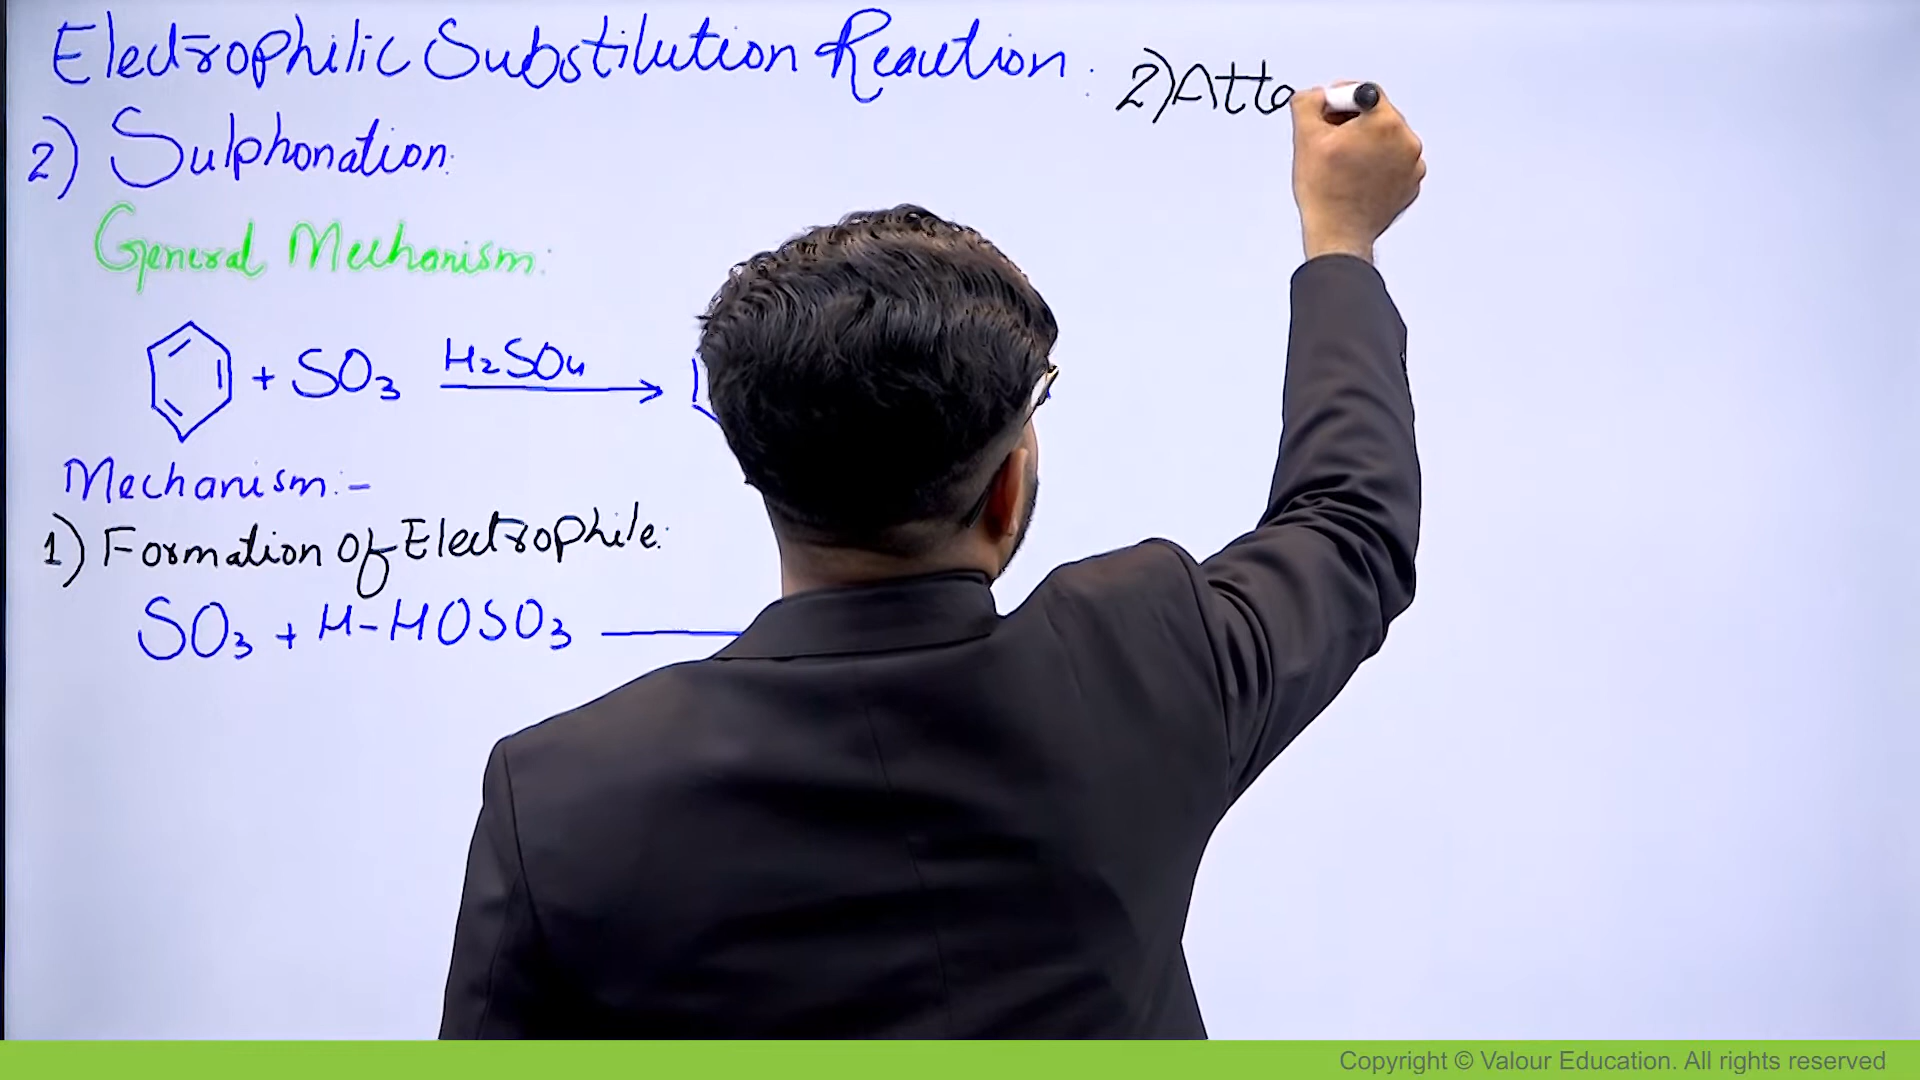 Electrophilic Substitution Reaction:
2) Sulphonation:
General Mechanism:
+ SO3 H2SO4
Mechanism:-
1) Formation Of Electrophile:
SO3 + H-HOSO3
2) Atta
Copyright © Valour Education. All rights reserved